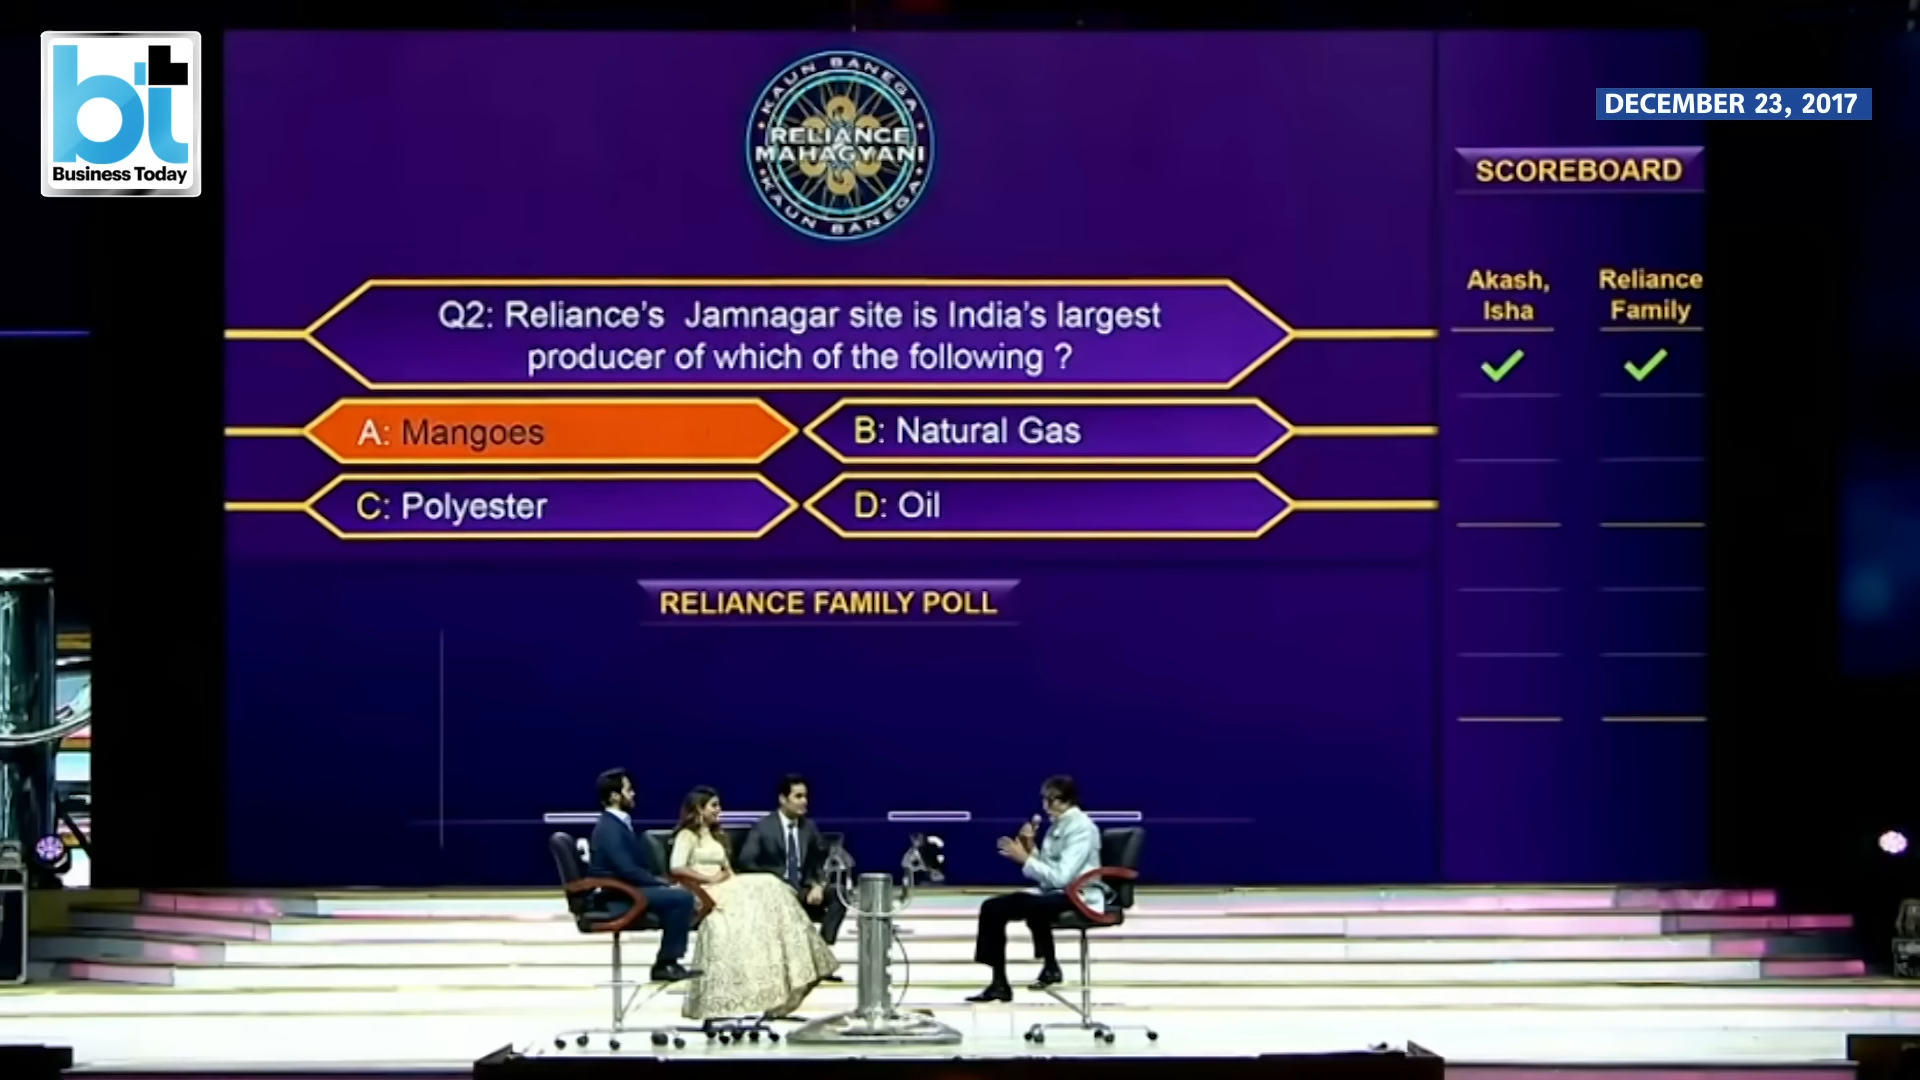 bt
Business Today
DECEMBER 23, 2017
KAUN BANEGA
RELIANCE
MAHAGYANI
KAUN BANEGA
SCOREBOARD
Akash,
Isha
Reliance
Family
Q2: Reliance's Jamnagar site is India's largest
producer of which of the following ?
A: Mangoes
B: Natural Gas
C: Polyester
D: Oil
RELIANCE FAMILY POLL